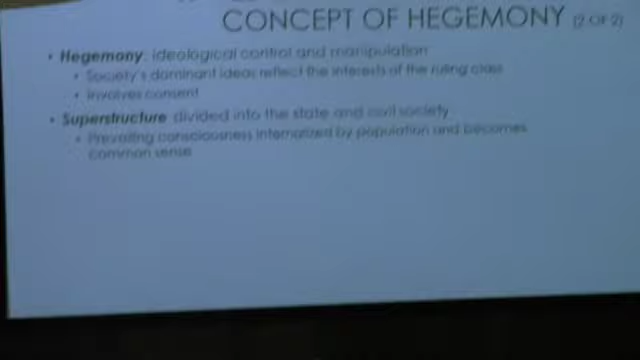 CONCEPT OF HEGEMONY (2 OF 2)
• Hegemony: ideological control and manipulation
• Society's dominant ideas reflect the interests of the ruling class
• Involves consent
• Superstructure divided into the state and civil society
• Prevailing consciousness internalized by population and becomes
common sense